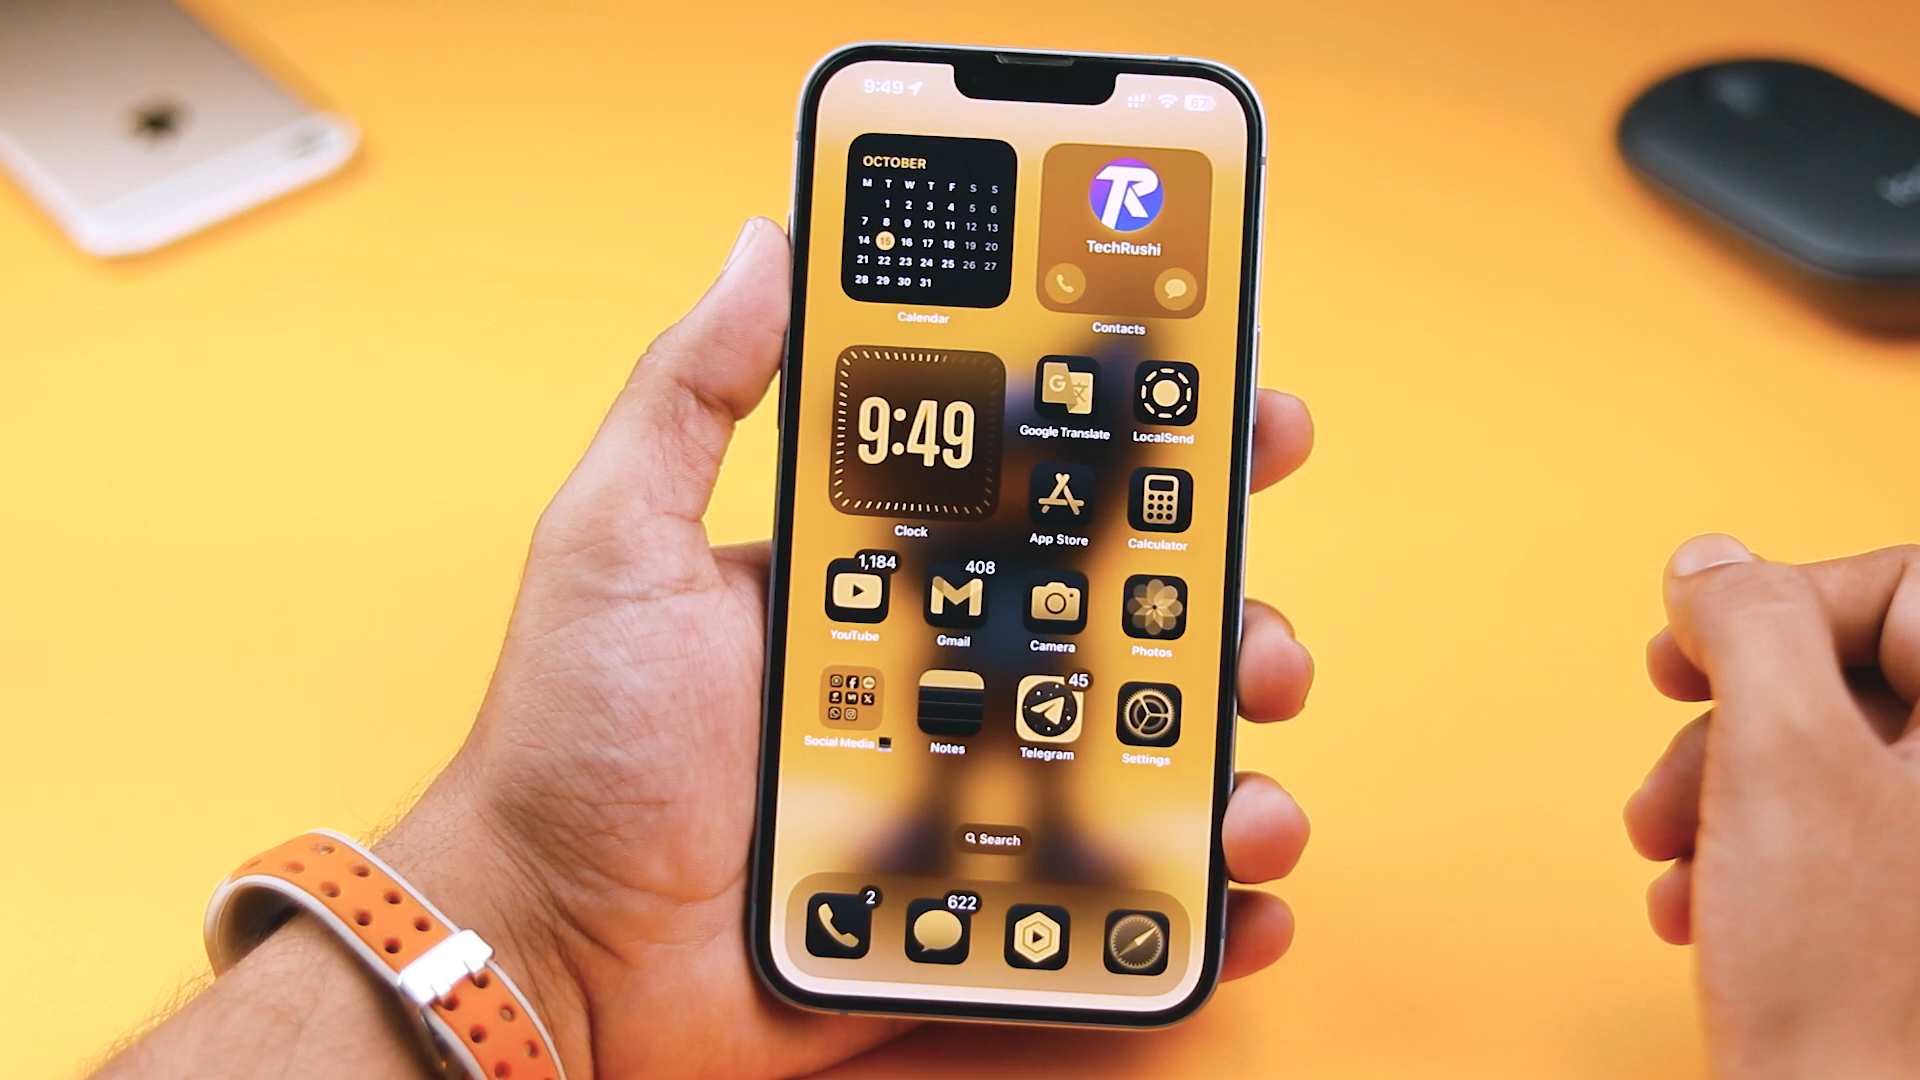 9:49
67
OCTOBER
M T W T F S S
1 2 3 4 5 6
7 8 9 10 11 12 13
14 15 16 17 18 19 20
21 22 23 24 25 26 27
28 29 30 31
Calendar
TechRushi
Contacts
9:49
Clock
Google Translate
LocalSend
App Store
Calculator
1,184
408
YouTube
Gmail
Camera
Photos
45
Social Media
Notes
Telegram
Settings
Search
2
622